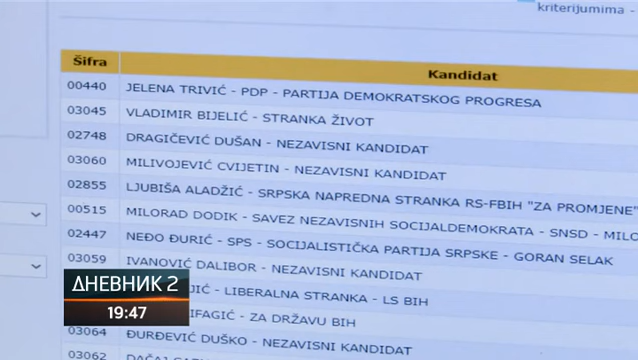 kriterijumima -
Šifra Kandidat
00440 JELENA TRIVIĆ - PDP - PARTIJA DEMOKRATSKOG PROGRESA
03045 VLADIMIR BIJELIĆ - STRANKA ŽIVOT
02748 DRAGIČEVIĆ DUŠAN - NEZAVISNI KANDIDAT
03060 MILIVOJEVIĆ CVIJETIN - NEZAVISNI KANDIDAT
02855 LJUBIŠA ALADŽIĆ - SRPSKA NAPREDNA STRANKA RS-FBIH "ZA PROMJENE"
00515 MILORAD DODIK - SAVEZ NEZAVISNIH SOCIJALDEMOKRATA - SNSD - MILO
02447 NEĐO ĐURIĆ - SPS - SOCIJALISTIČKA PARTIJA SRPSKE - GORAN SELAK
03059 IVANOVIĆ DALIBOR - NEZAVISNI KANDIDAT
JIĆ - LIBERALNA STRANKA - LS BIH
IFAGIĆ - ZA DRŽAVU BIH
03064 ĐURĐEVIĆ DUŠKO - NEZAVISNI KANDIDAT
03062
ДНЕВНИК 2
19:47